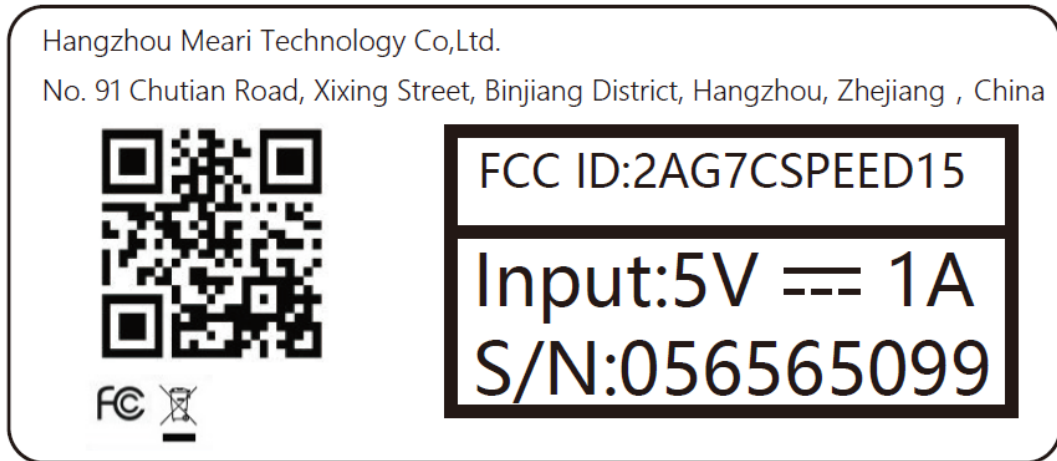 Hangzhou Meari Technology Co,Ltd.
No. 91 Chutian Road, Xixing Street, Binjiang District, Hangzhou, Zhejiang , China
FCC ID:2AG7CSPEED15
Input:5V ⎓ 1A
S/N:056565099
FC